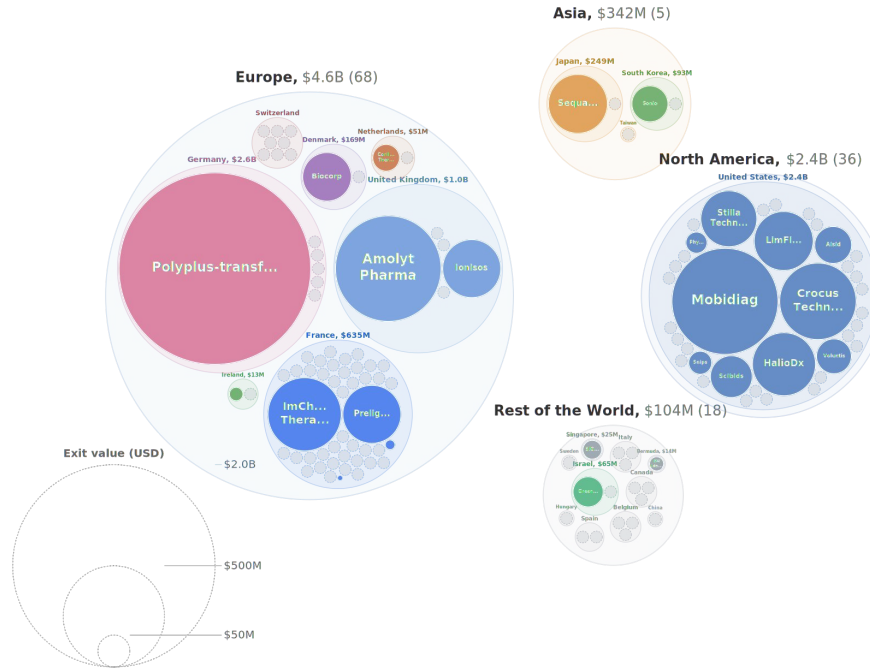 Asia, $342M (5)
Japan, $249M
South Korea, $93M
Sequa...
Taiwan
Europe, $4.6B (68)
Switzerland
Denmark, $169M
Netherlands, $51M
Germany, $2.6B
United Kingdom, $1.0B
Biocorp
Polyplus-transf...
Amolyt
Pharma
Ionisos
France, $635M
Ireland, $13M
ImCh...
Thera...
Prelig...
North America, $2.4B (36)
United States, $2.4B
Stilla
Techn...
LimFl...
Mobidiag
Crocus
Techn...
HalioDx
Scibids
Rest of the World, $104M (18)
Singapore, $25M
Italy
Sweden
Bermuda, $14M
Israel, $65M
Canada
Hungary
Belgium
China
Spain
Exit value (USD)
$2.0B
$500M
$50M